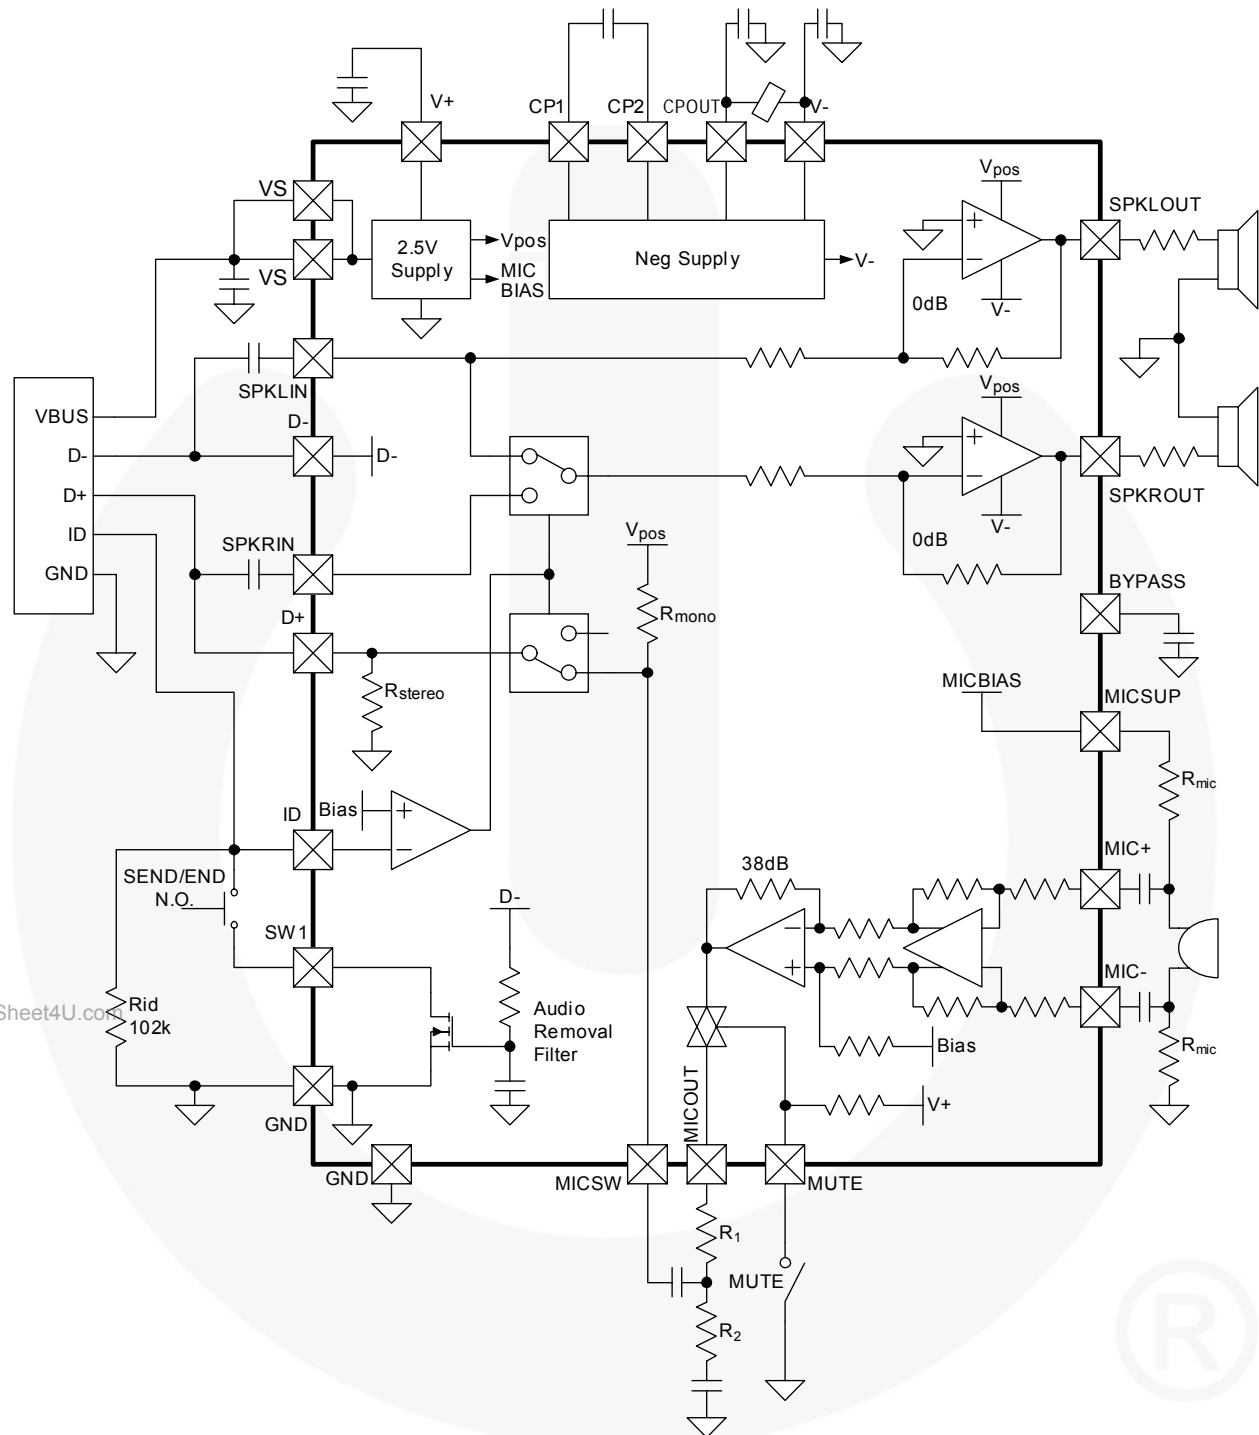 V+
CP1
CP2
CPOUT
V-
VS
VS
2.5V
Supply
Vpos
MIC
BIAS
Neg Supply
V-
Vpos
+
−
V-
0dB
SPKLOUT
SPKLIN
VBUS
D-
D+
ID
GND
D-
D-
SPKRIN
D+
Vpos
+
−
V-
0dB
SPKROUT
Vpos
Rmono
Rstereo
BYPASS
MICBIAS
MICSUP
Rmic
ID
Bias
+
−
SEND/END
N.O.
SW1
D-
Audio
Removal
Filter
Rid
102k
Sheet4U.com
GND
38dB
−
+
MIC+
MIC-
Rmic
Bias
V+
MICOUT
GND
MICSW
MUTE
R1
MUTE
R2
®